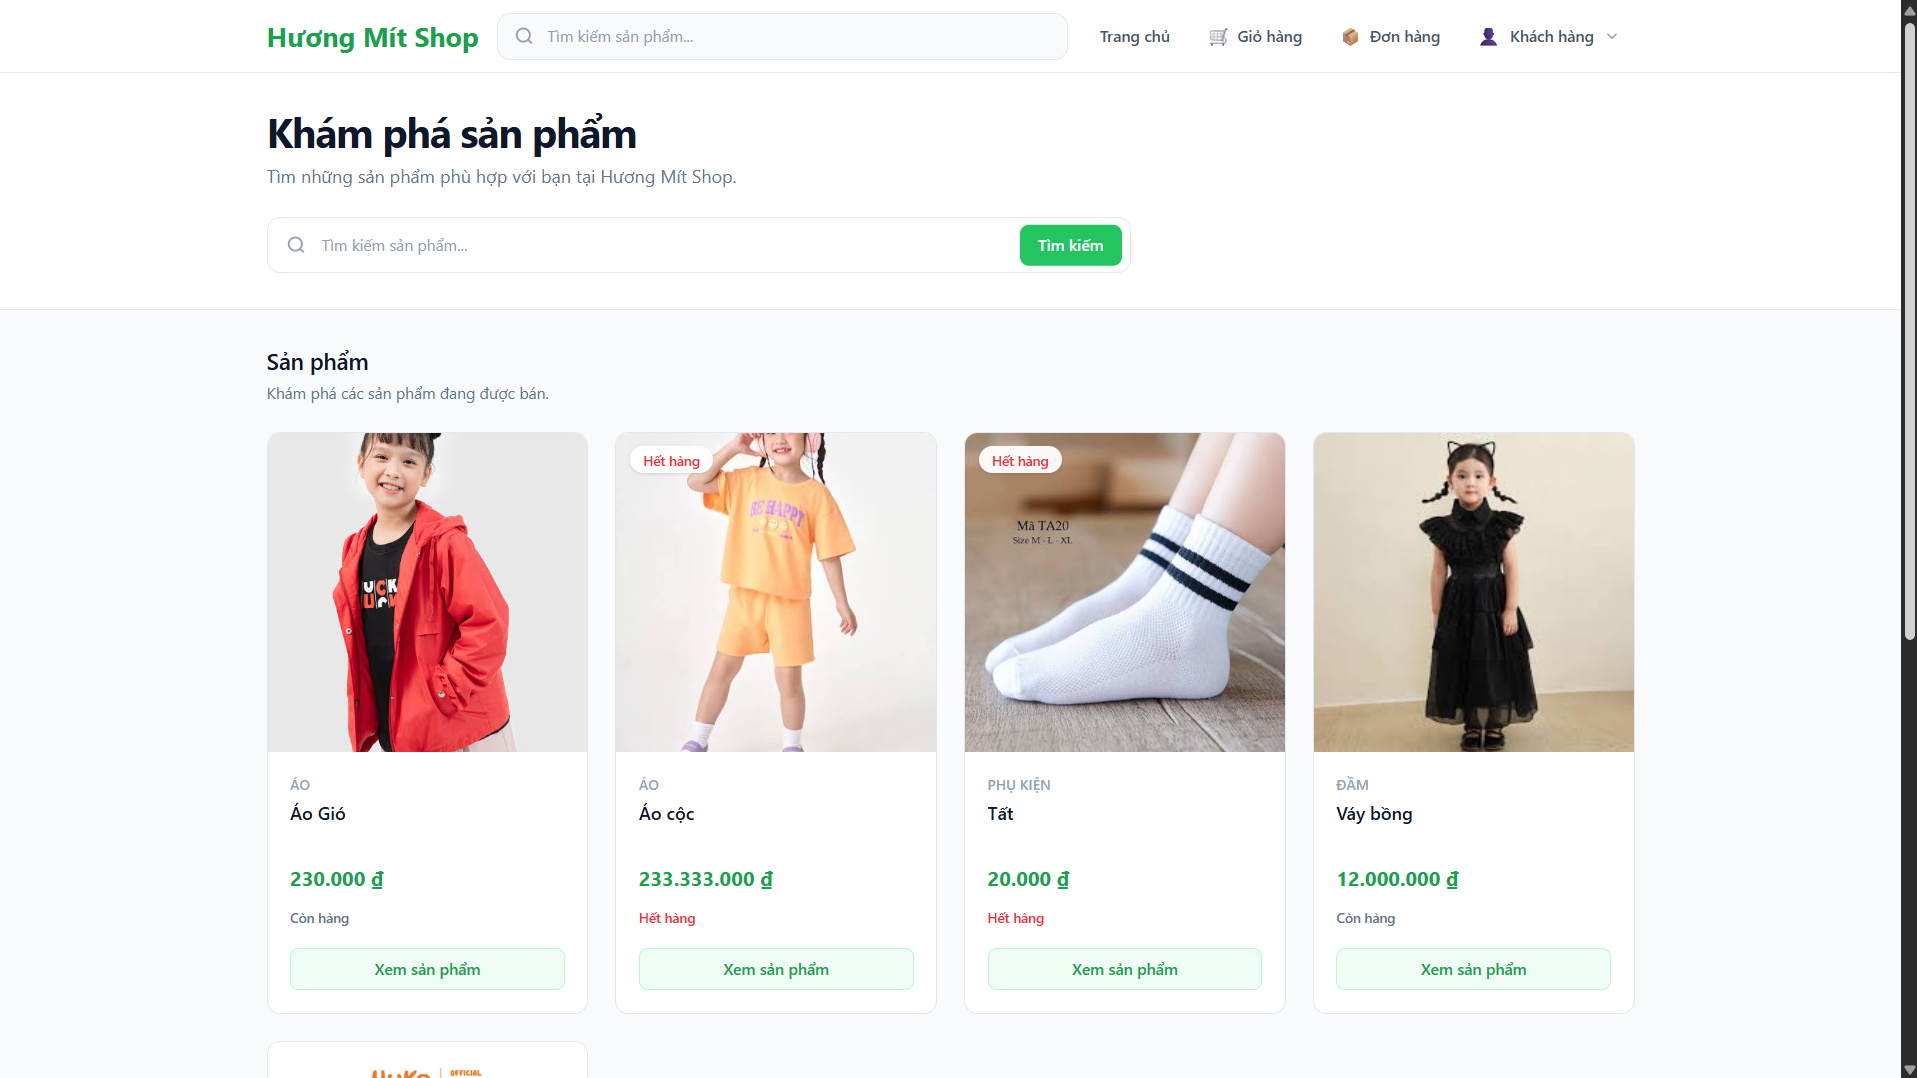 Hương Mít Shop
Tìm kiếm sản phẩm...
Trang chủ
Giỏ hàng
Đơn hàng
Khách hàng
Khám phá sản phẩm
Tìm những sản phẩm phù hợp với bạn tại Hương Mít Shop.
Tìm kiếm sản phẩm...
Tìm kiếm
Sản phẩm
Khám phá các sản phẩm đang được bán.
ÁO
Áo Gió
230.000 ₫
Còn hàng
Xem sản phẩm
Hết hàng
BE HAPPY
ÁO
Áo cộc
233.333.000 ₫
Hết hàng
Xem sản phẩm
Hết hàng
Mã TA20
Size M - L - XL
PHỤ KIỆN
Tất
20.000 ₫
Hết hàng
Xem sản phẩm
ĐẦM
Váy bồng
12.000.000 ₫
Còn hàng
Xem sản phẩm
OFFICIAL